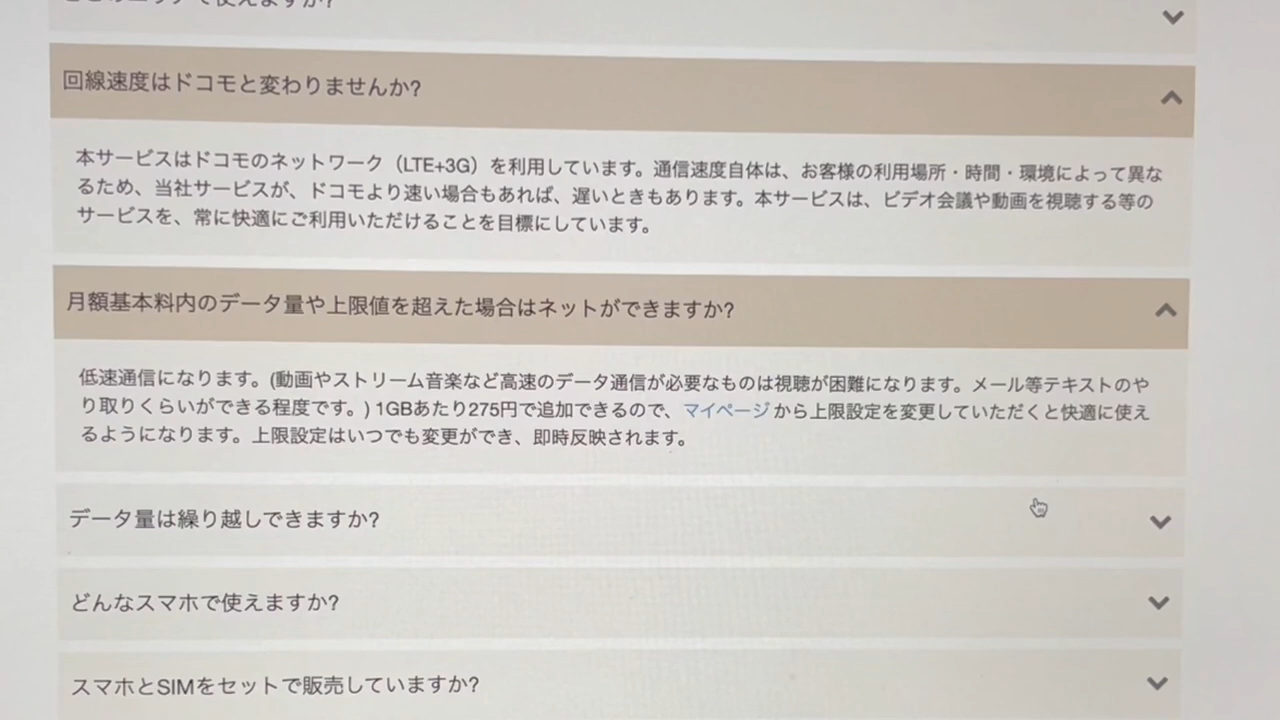 回線速度はドコモと変わりませんか?
本サービスはドコモのネットワーク（LTE+3G）を利用しています。通信速度自体は、お客様の利用場所・時間・環境によって異な
るため、当社サービスが、ドコモより速い場合もあれば、遅いときもあります。本サービスは、ビデオ会議や動画を視聴する等の
サービスを、常に快適にご利用いただけることを目標にしています。
月額基本料内のデータ量や上限値を超えた場合はネットができますか?
低速通信になります。(動画やストリーム音楽など高速のデータ通信が必要なものは視聴が困難になります。メール等テキストのや
り取りくらいができる程度です。) 1GBあたり275円で追加できるので、マイページから上限設定を変更していただくと快適に使え
るようになります。上限設定はいつでも変更ができ、即時反映されます。
データ量は繰り越しできますか?
どんなスマホで使えますか?
スマホとSIMをセットで販売していますか?